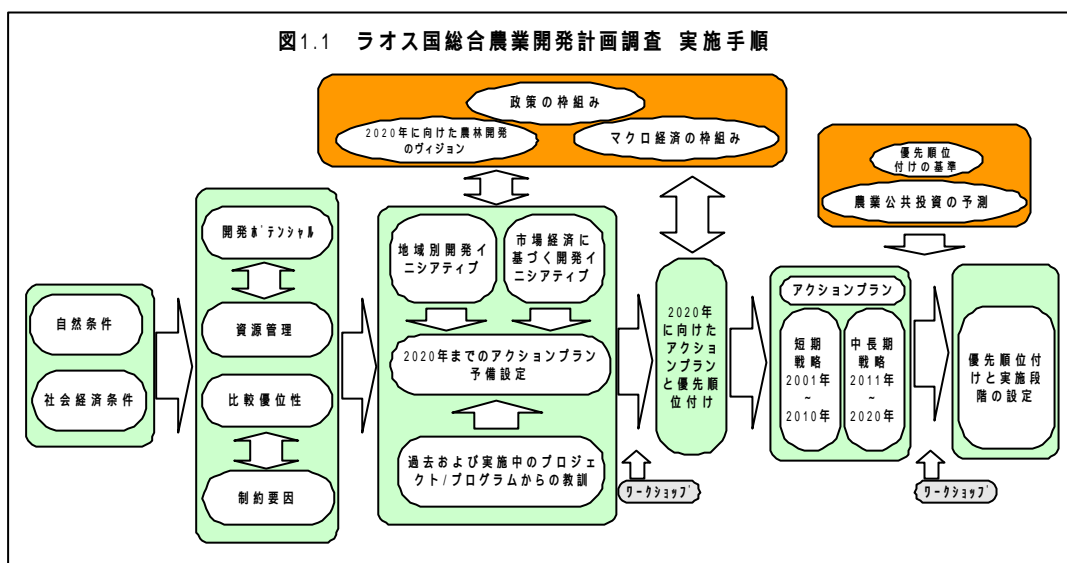 図1.1 ラオス国総合農業開発計画調査 実施手順
政策の枠組み
2020年に向けた農林開発
のヴィジョン
マクロ経済の枠組み
優先順位
付けの基準
農業公共投資の予測
自然条件
社会経済条件
開発ポテンシャル
資源管理
比較優位性
制約要因
地域別開発イ
ニシアティブ
市場経済に
基づく開発イ
ニシアティブ
2020年までのアクションプラン
予備設定
過去および実施中のプロジェ
クト/プログラムからの教訓
2020年
に向けた
アクショ
ンプラン
と優先順
位付け
ワークショップ
アクションプラン
短期
戦略
2001年
~
2010年
中長期
戦略
2011年
~
2020年
優先順位付
けと実施段
階の設定
ワークショップ